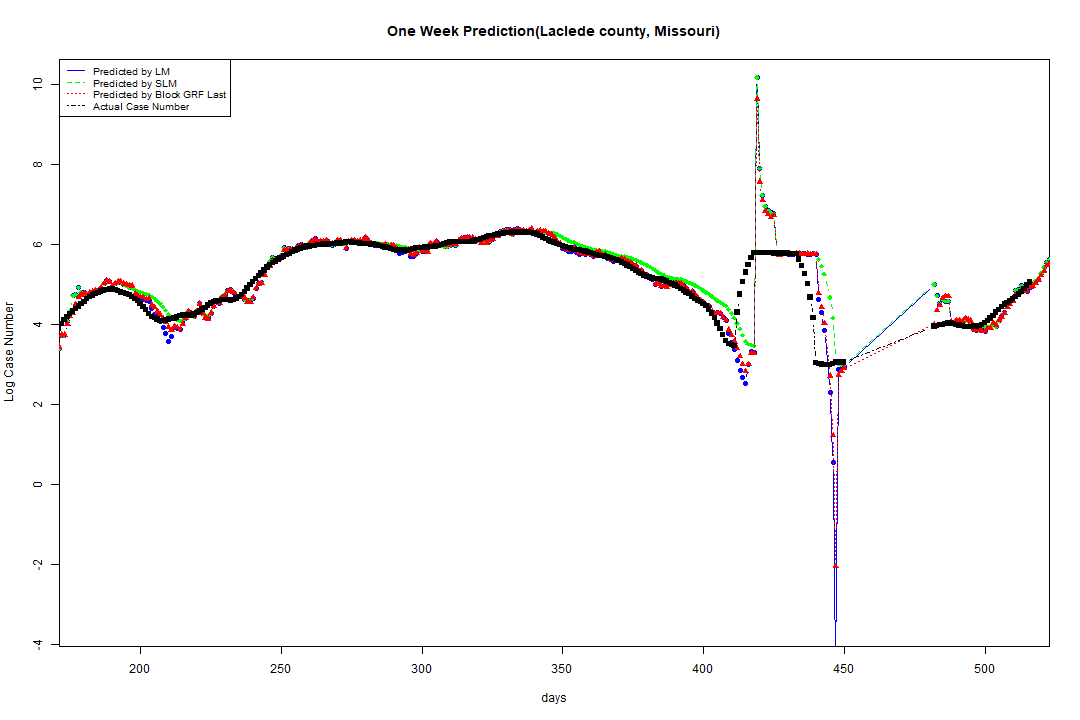 One Week Prediction(Laclede county, Missouri)
Predicted by LM
Predicted by SLM
Predicted by Block GRF Last
Actual Case Number
Log Case Number
10
8
6
4
2
0
-2
-4
200 250 300 350 400 450 500
days